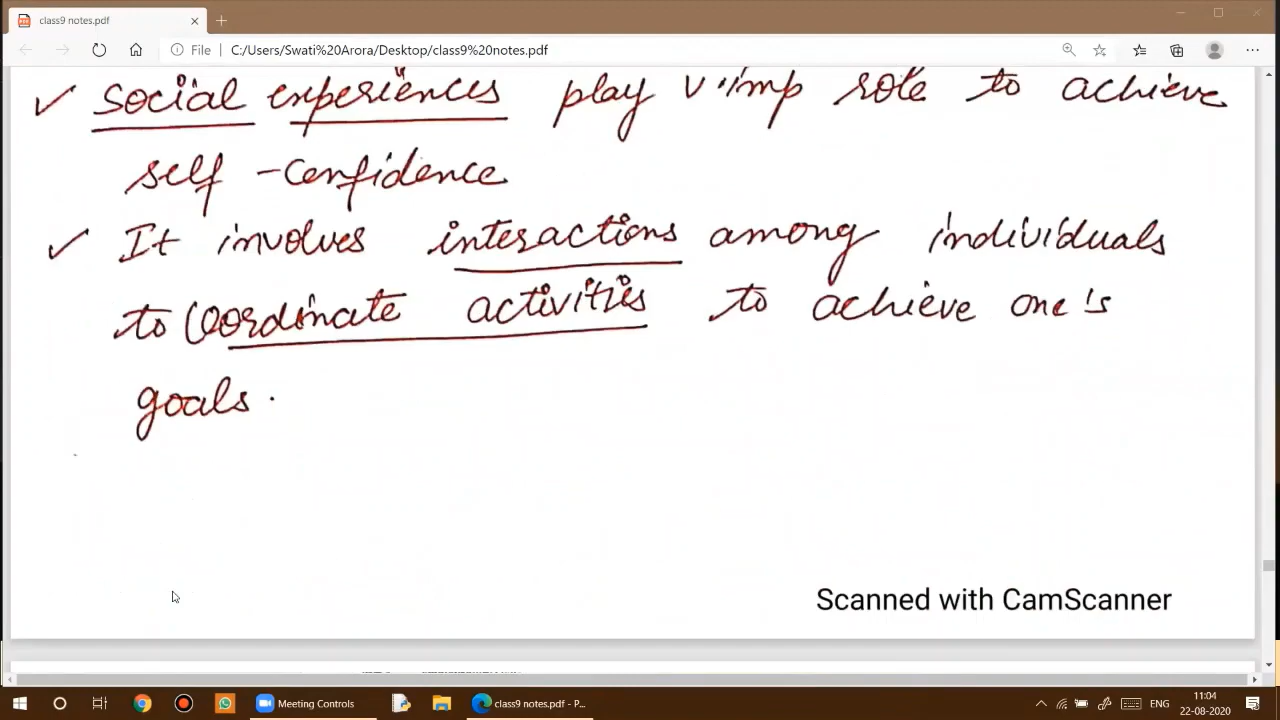 class9 notes.pdf
File C:/Users/Swati%20Arora/Desktop/class9%20notes.pdf
✓ Social experiences play v.imp role to achieve
self-confidence
✓ It involves interactions among individuals
to coordinate activities to achieve one's
goals.
Scanned with CamScanner
Meeting Controls
class9 notes.pdf - P...
ENG
11:04
22-08-2020